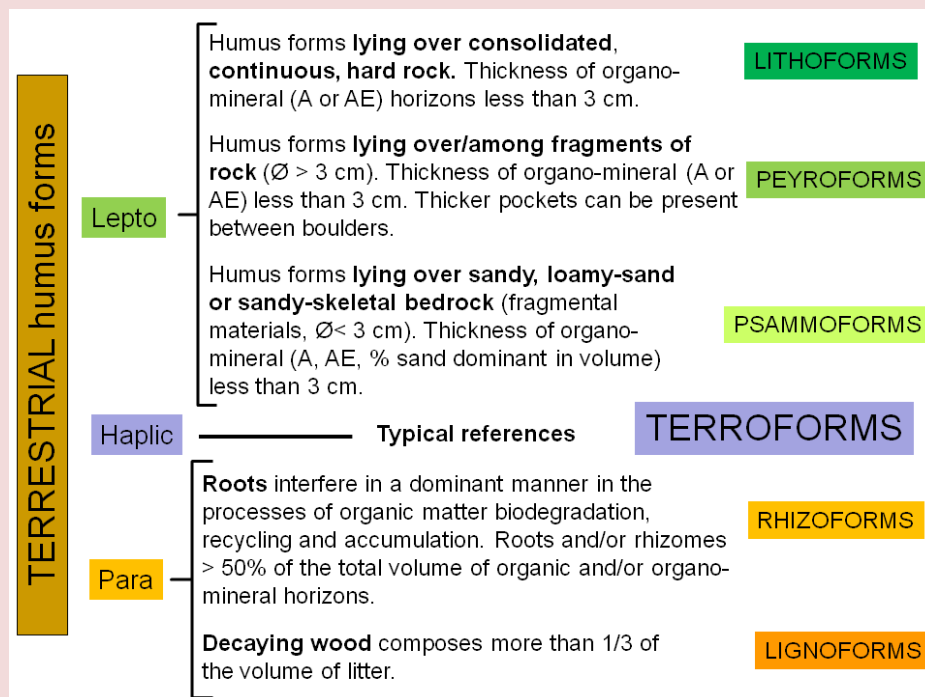 TERRESTRIAL humus forms
Lepto
Humus forms lying over consolidated,
continuous, hard rock. Thickness of organo-
mineral (A or AE) horizons less than 3 cm.
LITHOFORMS
Humus forms lying over/among fragments of
rock (Ø > 3 cm). Thickness of organo-mineral (A or
AE) less than 3 cm. Thicker pockets can be present
between boulders.
PEYROFORMS
Humus forms lying over sandy, loamy-sand
or sandy-skeletal bedrock (fragmental
materials, Ø< 3 cm). Thickness of organo-
mineral (A, AE, % sand dominant in volume)
less than 3 cm.
PSAMMOFORMS
Haplic
Typical references
TERROFORMS
Para
Roots interfere in a dominant manner in the
processes of organic matter biodegradation,
recycling and accumulation. Roots and/or rhizomes
> 50% of the total volume of organic and/or organo-
mineral horizons.
RHIZOFORMS
Decaying wood composes more than 1/3 of
the volume of litter.
LIGNOFORMS